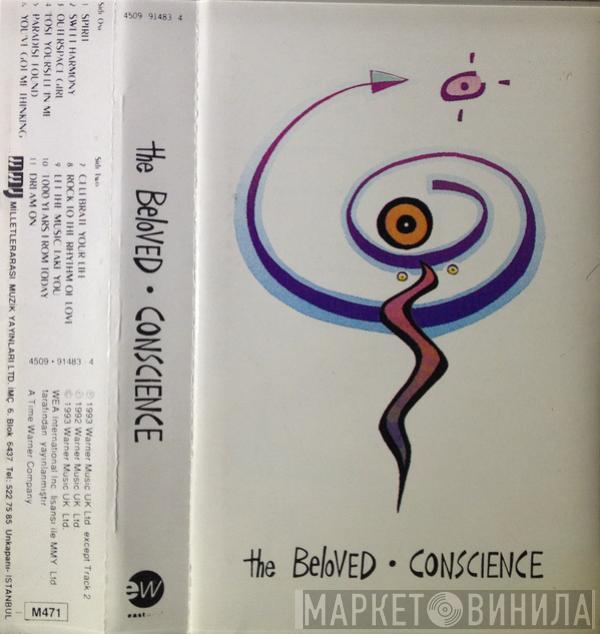 4509 91483 4
Side One
1 SPIRIT
2 SWEET HARMONY
3 OUTERSPACE GIRL
4 LOSE YOURSELF IN ME
5 PARADISE FOUND
6 YOU'VE GOT ME THINKING
Side Two
7 CELEBRATE YOUR LIFE
8 ROCK TO THE RHYTHM OF LOVE
9 LET THE MUSIC TAKE YOU
10 1000 YEARS FROM TODAY
11 DREAM ON
4509 • 91483 4
℗ 1993 Warner Music UK Ltd except Track 2
℗ 1992 Warner Music UK Ltd.
© 1993 Warner Music UK Ltd.
WEA International Inc. lisansı ile MMY Ltd
tarafından yayınlanmıştır
A Time Warner Company
mmy MİLLETLERARASI MÜZİK YAYINLARI LTD. İMÇ 6. Blok 6437 Tel: 522 75 85 Unkapanı- İSTANBUL
M471
the BELOVED • CONSCIENCE
ew
east
the BELOVED • CONSCIENCE
МАРКЕТ ВИНИЛА